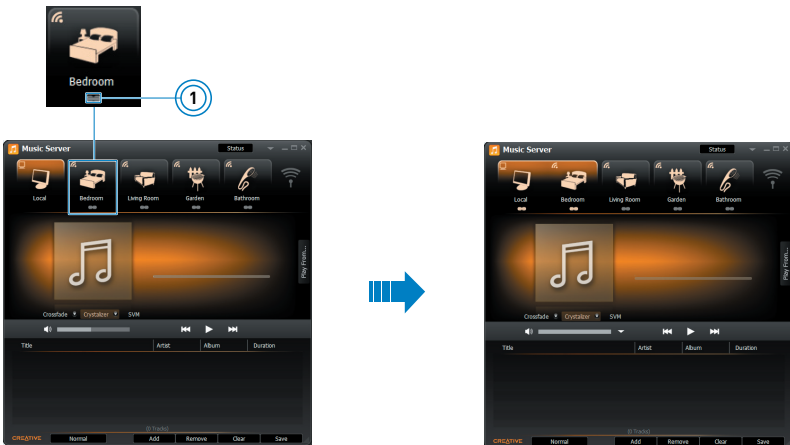 Bedroom
1
Music Server Status
Local Bedroom Living Room Garden Bathroom
Play From...
Crossfade Crystalizer SVM
Title Artist Album Duration
(0 Tracks)
CREATIVE Normal Add Remove Clear Save
Music Server Status
Local Bedroom Living Room Garden Bathroom
Play From...
Crossfade Crystalizer SVM
Title Artist Album Duration
(0 Tracks)
CREATIVE Normal Add Remove Clear Save